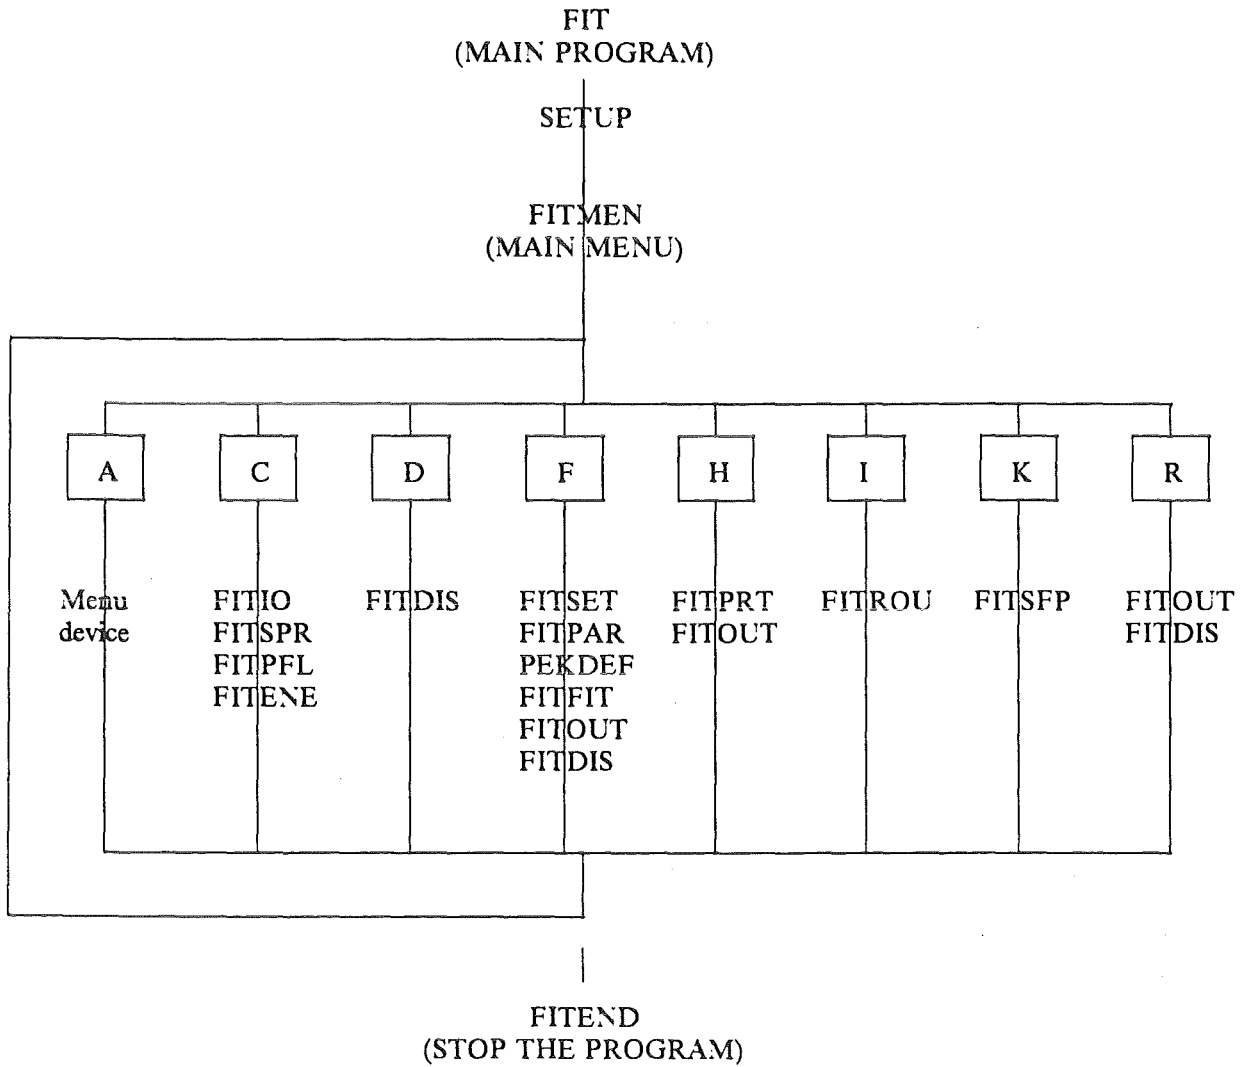 FIT
(MAIN PROGRAM)
SETUP
FITMEN
(MAIN MENU)
A C D F H I K R
Menu FITIO FITDIS FITSET FITPRT FITROU FITSFP FITOUT
device FITSPR FITPAR FITOUT FITDIS
FITPFL PEKDEF
FITENE FITFIT
FITOUT
FITDIS
FITEND
(STOP THE PROGRAM)